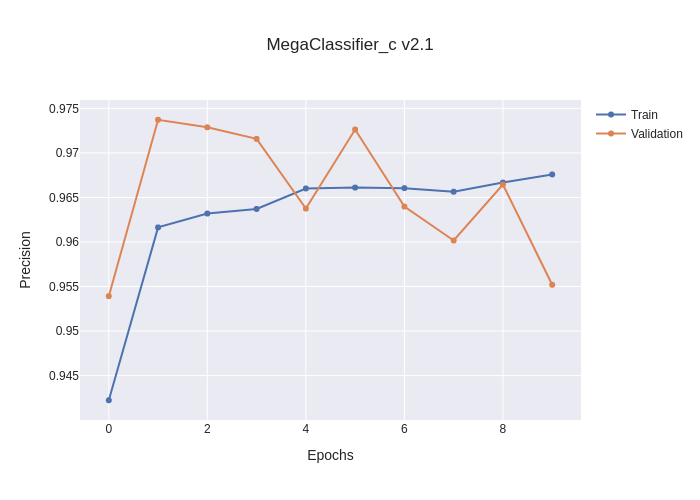 MegaClassifier_c v2.1
Train
Validation
0.975
0.97
0.965
0.96
0.955
0.95
0.945
Precision
0 2 4 6 8
Epochs